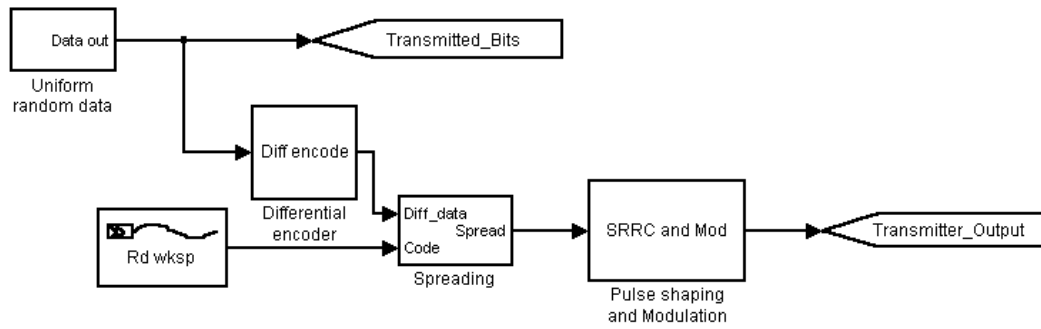 Data out
Transmitted_Bits
Uniform
random data
Diff encode
Differential
encoder
Rd wksp
Diff_data
Spread
Code
Spreading
SRRC and Mod
Pulse shaping
and Modulation
Transmitter_Output